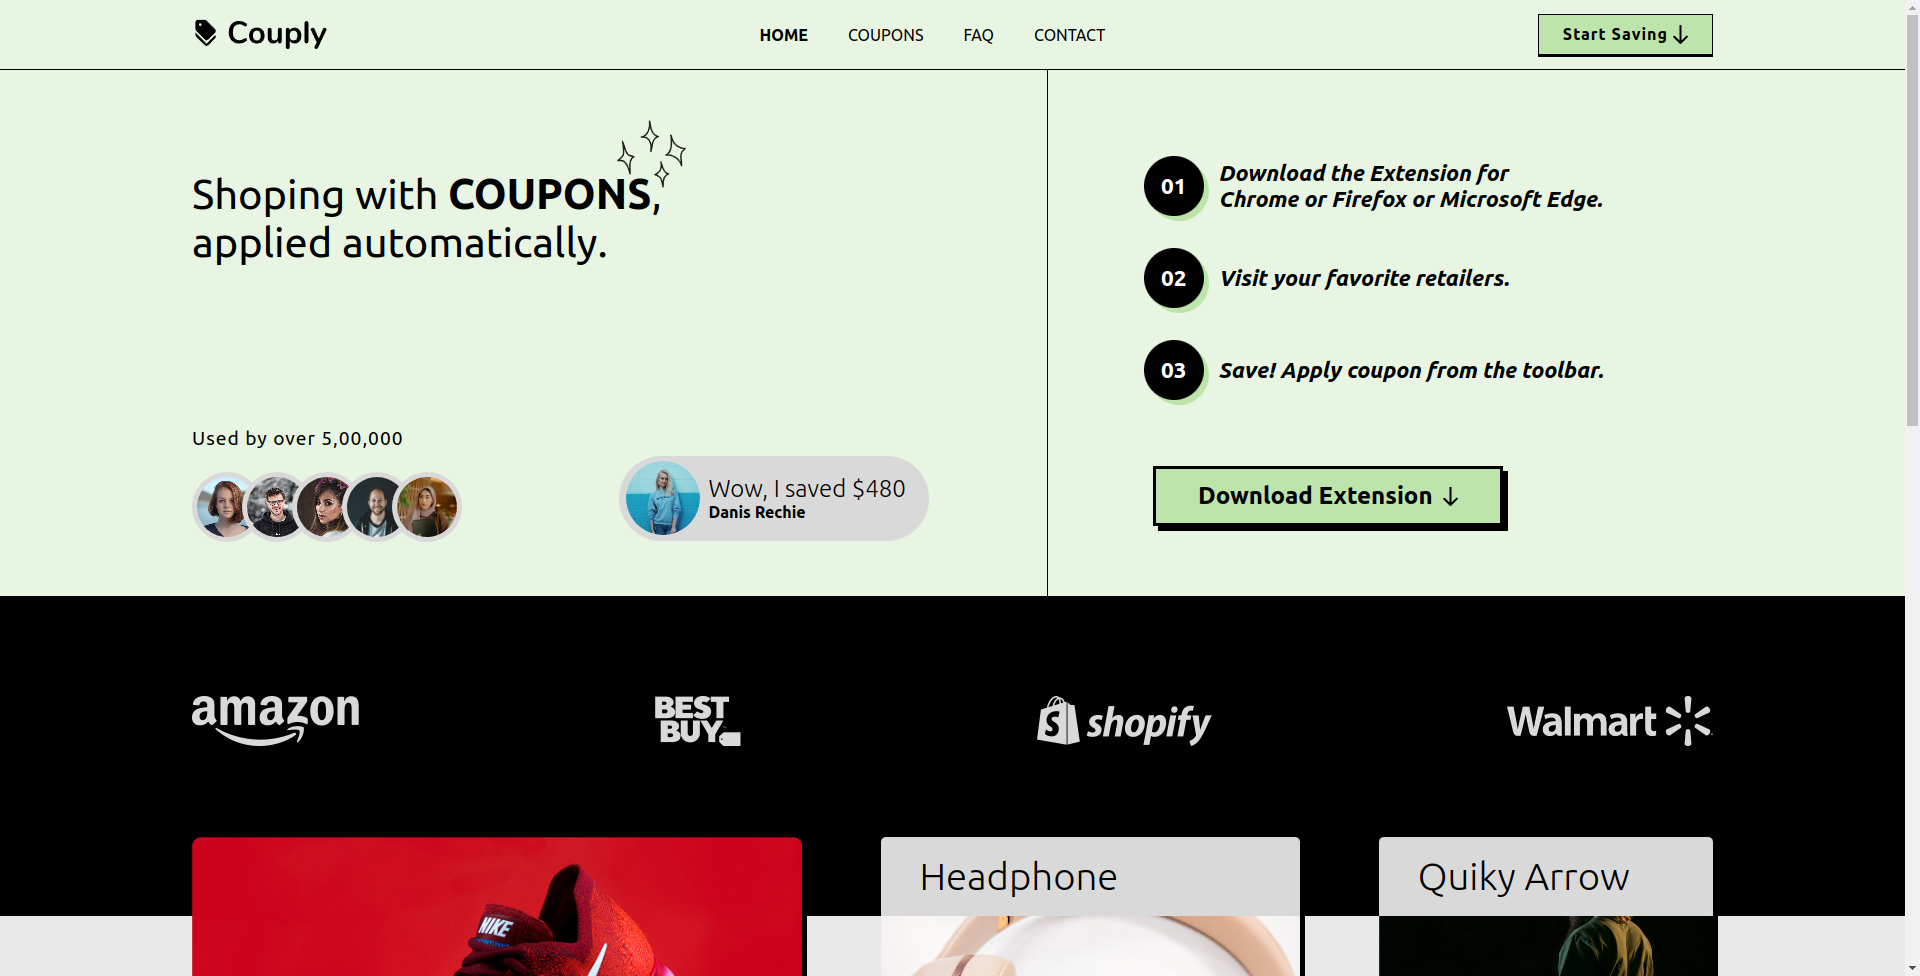 Couply
HOME
COUPONS
FAQ
CONTACT
Start Saving ↓
Shoping with COUPONS,
applied automatically.
Used by over 5,00,000
Wow, I saved $480
Danis Rechie
01
Download the Extension for
Chrome or Firefox or Microsoft Edge.
02
Visit your favorite retailers.
03
Save! Apply coupon from the toolbar.
Download Extension ↓
amazon
BEST
BUY
shopify
Walmart
NIKE
Headphone
Quiky Arrow